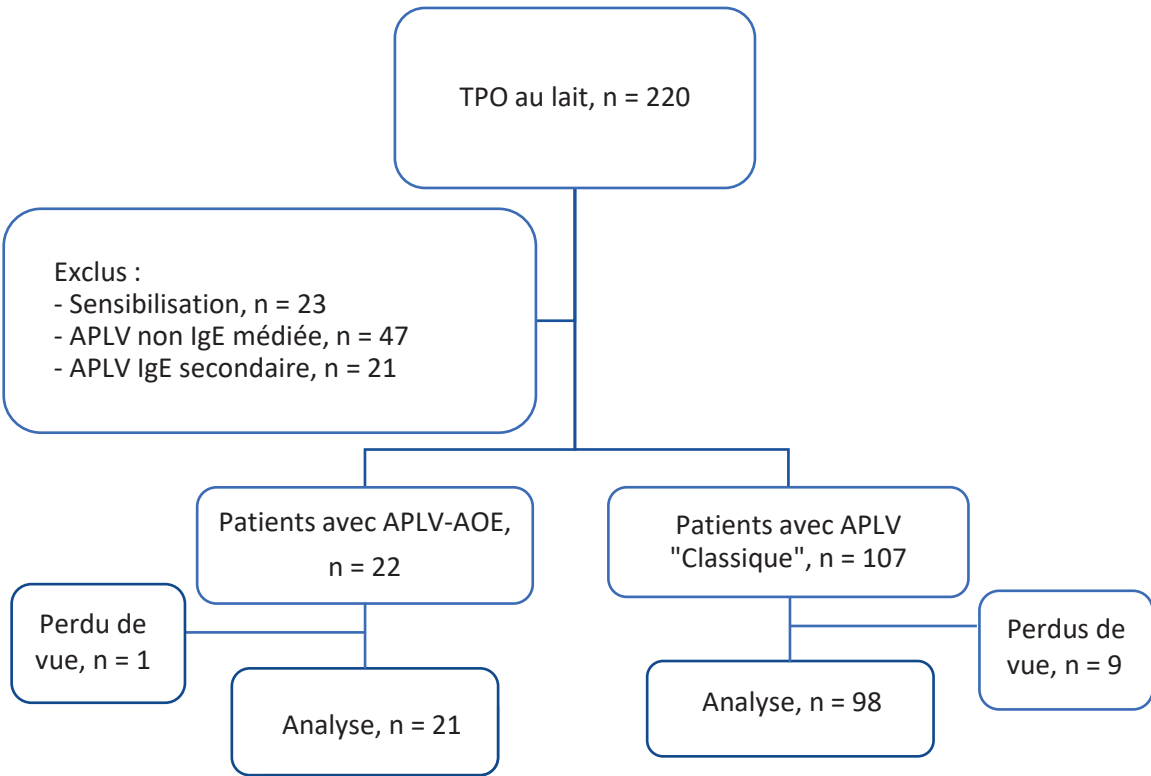 TPO au lait, n = 220
Exclus :
- Sensibilisation, n = 23
- APLV non IgE médiée, n = 47
- APLV IgE secondaire, n = 21
Patients avec APLV-AOE,
n = 22
Patients avec APLV
"Classique", n = 107
Perdu de
vue, n = 1
Analyse, n = 21
Analyse, n = 98
Perdus de
vue, n = 9